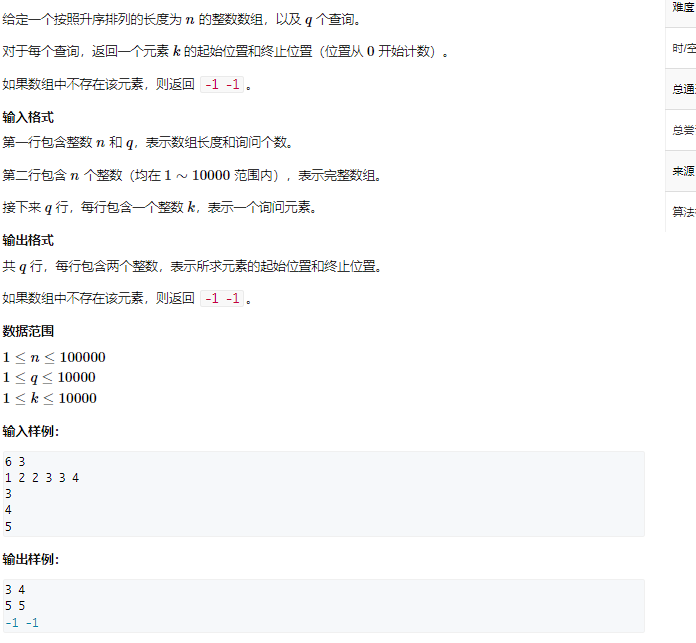 给定一个按照升序排列的长度为 n 的整数数组，以及 q 个查询。
对于每个查询，返回一个元素 k 的起始位置和终止位置（位置从 0 开始计数）。
如果数组中不存在该元素，则返回 -1 -1 。
输入格式
第一行包含整数 n 和 q，表示数组长度和询问个数。
第二行包含 n 个整数（均在 1 ∼ 10000 范围内），表示完整数组。
接下来 q 行，每行包含一个整数 k，表示一个询问元素。
输出格式
共 q 行，每行包含两个整数，表示所求元素的起始位置和终止位置。
如果数组中不存在该元素，则返回 -1 -1 。
数据范围
1 ≤ n ≤ 100000
1 ≤ q ≤ 10000
1 ≤ k ≤ 10000
输入样例：
6 3
1 2 2 3 3 4
3
4
5
输出样例：
3 4
5 5
-1 -1
难度
时/空
总通
总尝
来源
算法